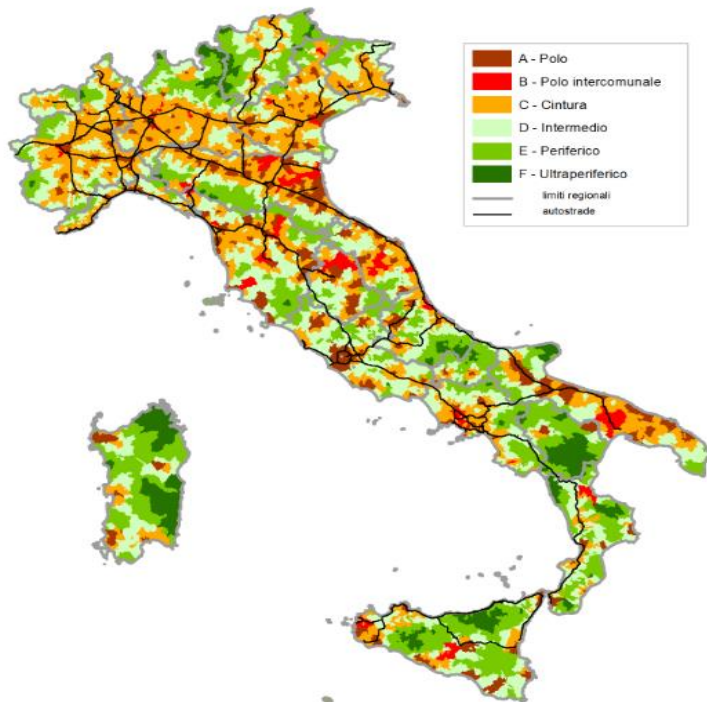 A - Polo
B - Polo intercomunale
C - Cintura
D - Intermedio
E - Periferico
F - Ultraperiferico
limiti regionali
autostrade